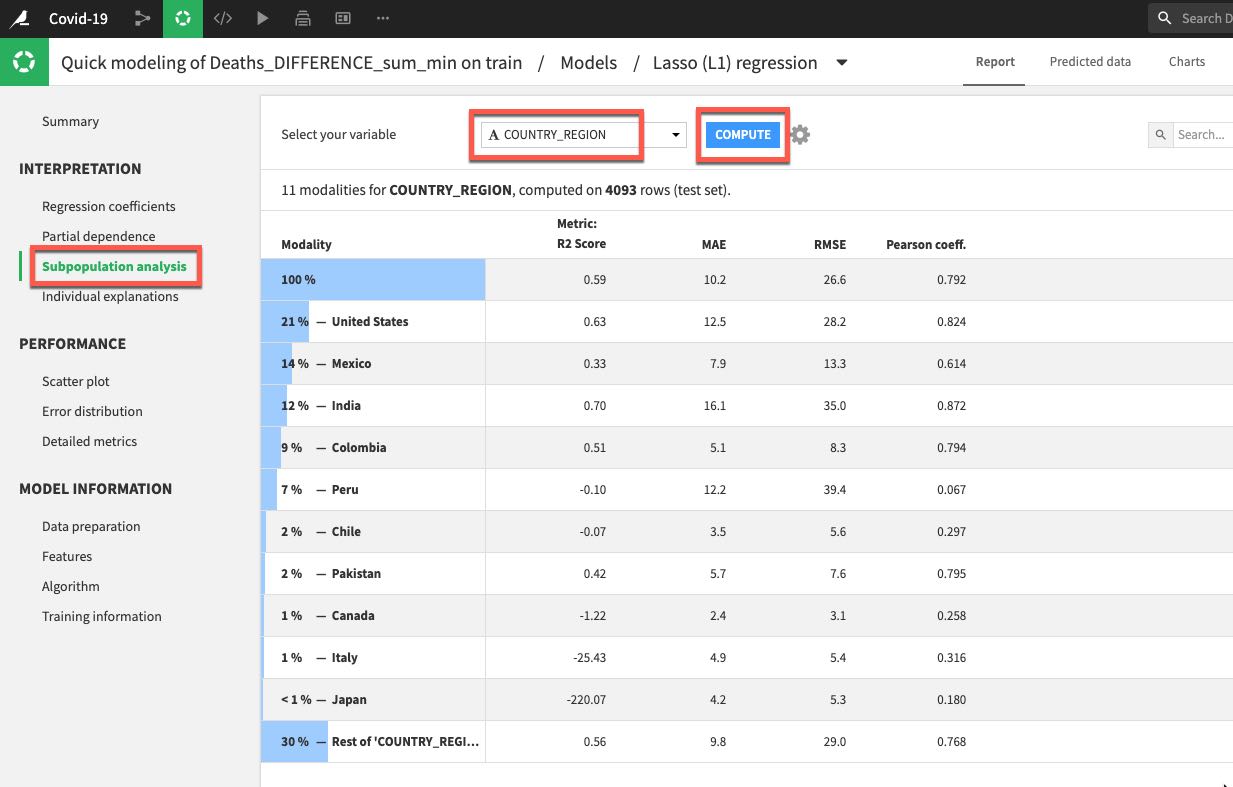 Covid-19
Search D
Quick modeling of Deaths_DIFFERENCE_sum_min on train / Models / Lasso (L1) regression
Report Predicted data Charts
Summary
INTERPRETATION
Regression coefficients
Partial dependence
Subpopulation analysis
Individual explanations
PERFORMANCE
Scatter plot
Error distribution
Detailed metrics
MODEL INFORMATION
Data preparation
Features
Algorithm
Training information
Select your variable
A COUNTRY_REGION
COMPUTE
Search...
11 modalities for COUNTRY_REGION, computed on 4093 rows (test set).
Metric:
Modality R2 Score MAE RMSE Pearson coeff.
100 % 0.59 10.2 26.6 0.792
21 % — United States 0.63 12.5 28.2 0.824
14 % — Mexico 0.33 7.9 13.3 0.614
12 % — India 0.70 16.1 35.0 0.872
9 % — Colombia 0.51 5.1 8.3 0.794
7 % — Peru -0.10 12.2 39.4 0.067
2 % — Chile -0.07 3.5 5.6 0.297
2 % — Pakistan 0.42 5.7 7.6 0.795
1 % — Canada -1.22 2.4 3.1 0.258
1 % — Italy -25.43 4.9 5.4 0.316
< 1 % — Japan -220.07 4.2 5.3 0.180
30 % — Rest of 'COUNTRY_REGI... 0.56 9.8 29.0 0.768